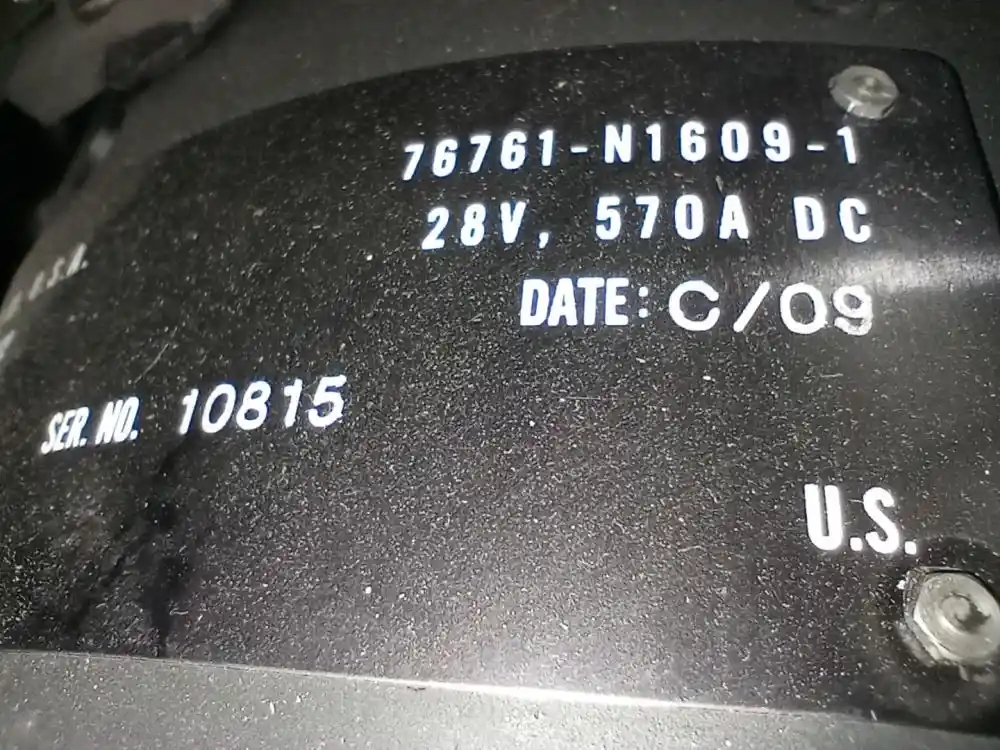 76761-N1609-1
28V, 570A DC
DATE: C/09
U.S.A.
SER. NO. 10815
U.S.